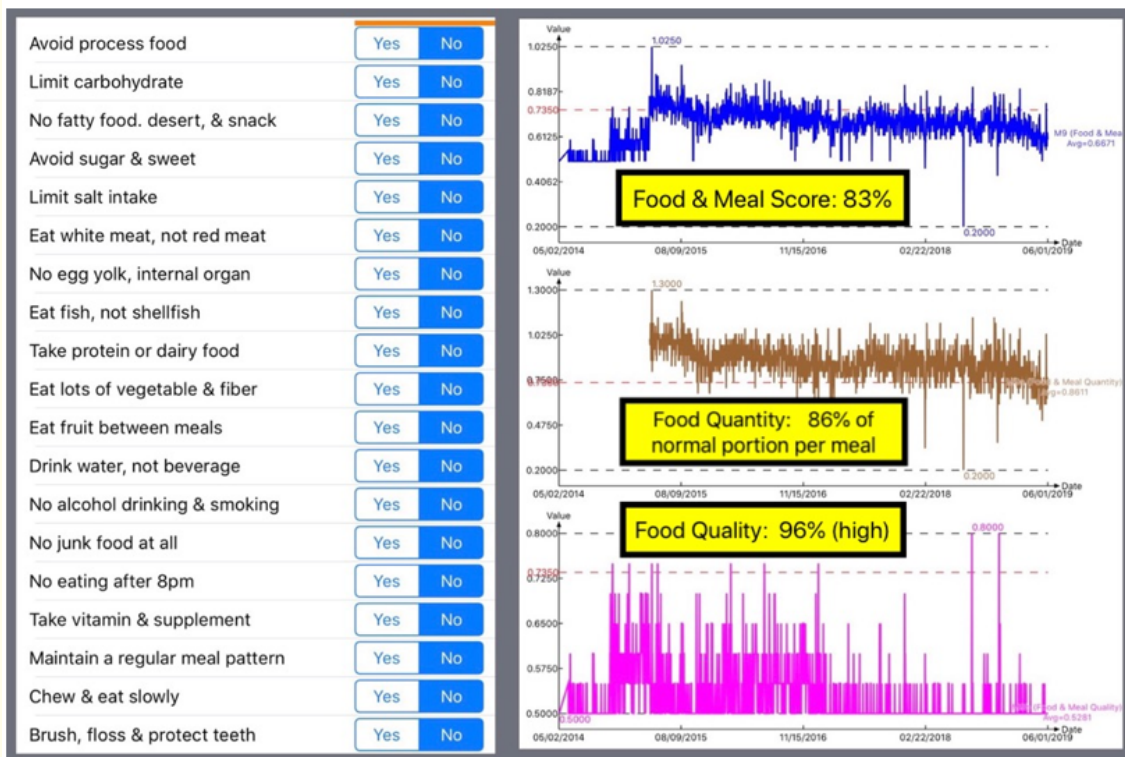 Avoid process food Yes No
Limit carbohydrate Yes No
No fatty food. desert, & snack Yes No
Avoid sugar & sweet Yes No
Limit salt intake Yes No
Eat white meat, not red meat Yes No
No egg yolk, internal organ Yes No
Eat fish, not shellfish Yes No
Take protein or dairy food Yes No
Eat lots of vegetable & fiber Yes No
Eat fruit between meals Yes No
Drink water, not beverage Yes No
No alcohol drinking & smoking Yes No
No junk food at all Yes No
No eating after 8pm Yes No
Take vitamin & supplement Yes No
Maintain a regular meal pattern Yes No
Chew & eat slowly Yes No
Brush, floss & protect teeth Yes No
Value
1.0250
1.0250
0.8187
0.7350
0.6125
M9 (Food & Mea
Avg=0.6671
0.4062
Food & Meal Score: 83%
0.2000
0.2000
Date
05/02/2014 08/09/2015 11/15/2016 02/22/2018 06/01/2019
Value
1.3000
1.3000
1.0250
& Meal Quantity)
Avg=0.8611
0.4750
Food Quantity: 86% of
normal portion per meal
0.2000
0.2000
Date
05/02/2014 08/09/2015 11/15/2016 02/22/2018 06/01/2019
Value
Food Quality: 96% (high)
0.8000
0.8000
0.7350
0.7250
0.6500
0.5750
0.5000
0.5000
(Food & Meal Quality)
Avg=0.5281
Date
05/02/2014 08/09/2015 11/15/2016 02/22/2018 06/01/2019